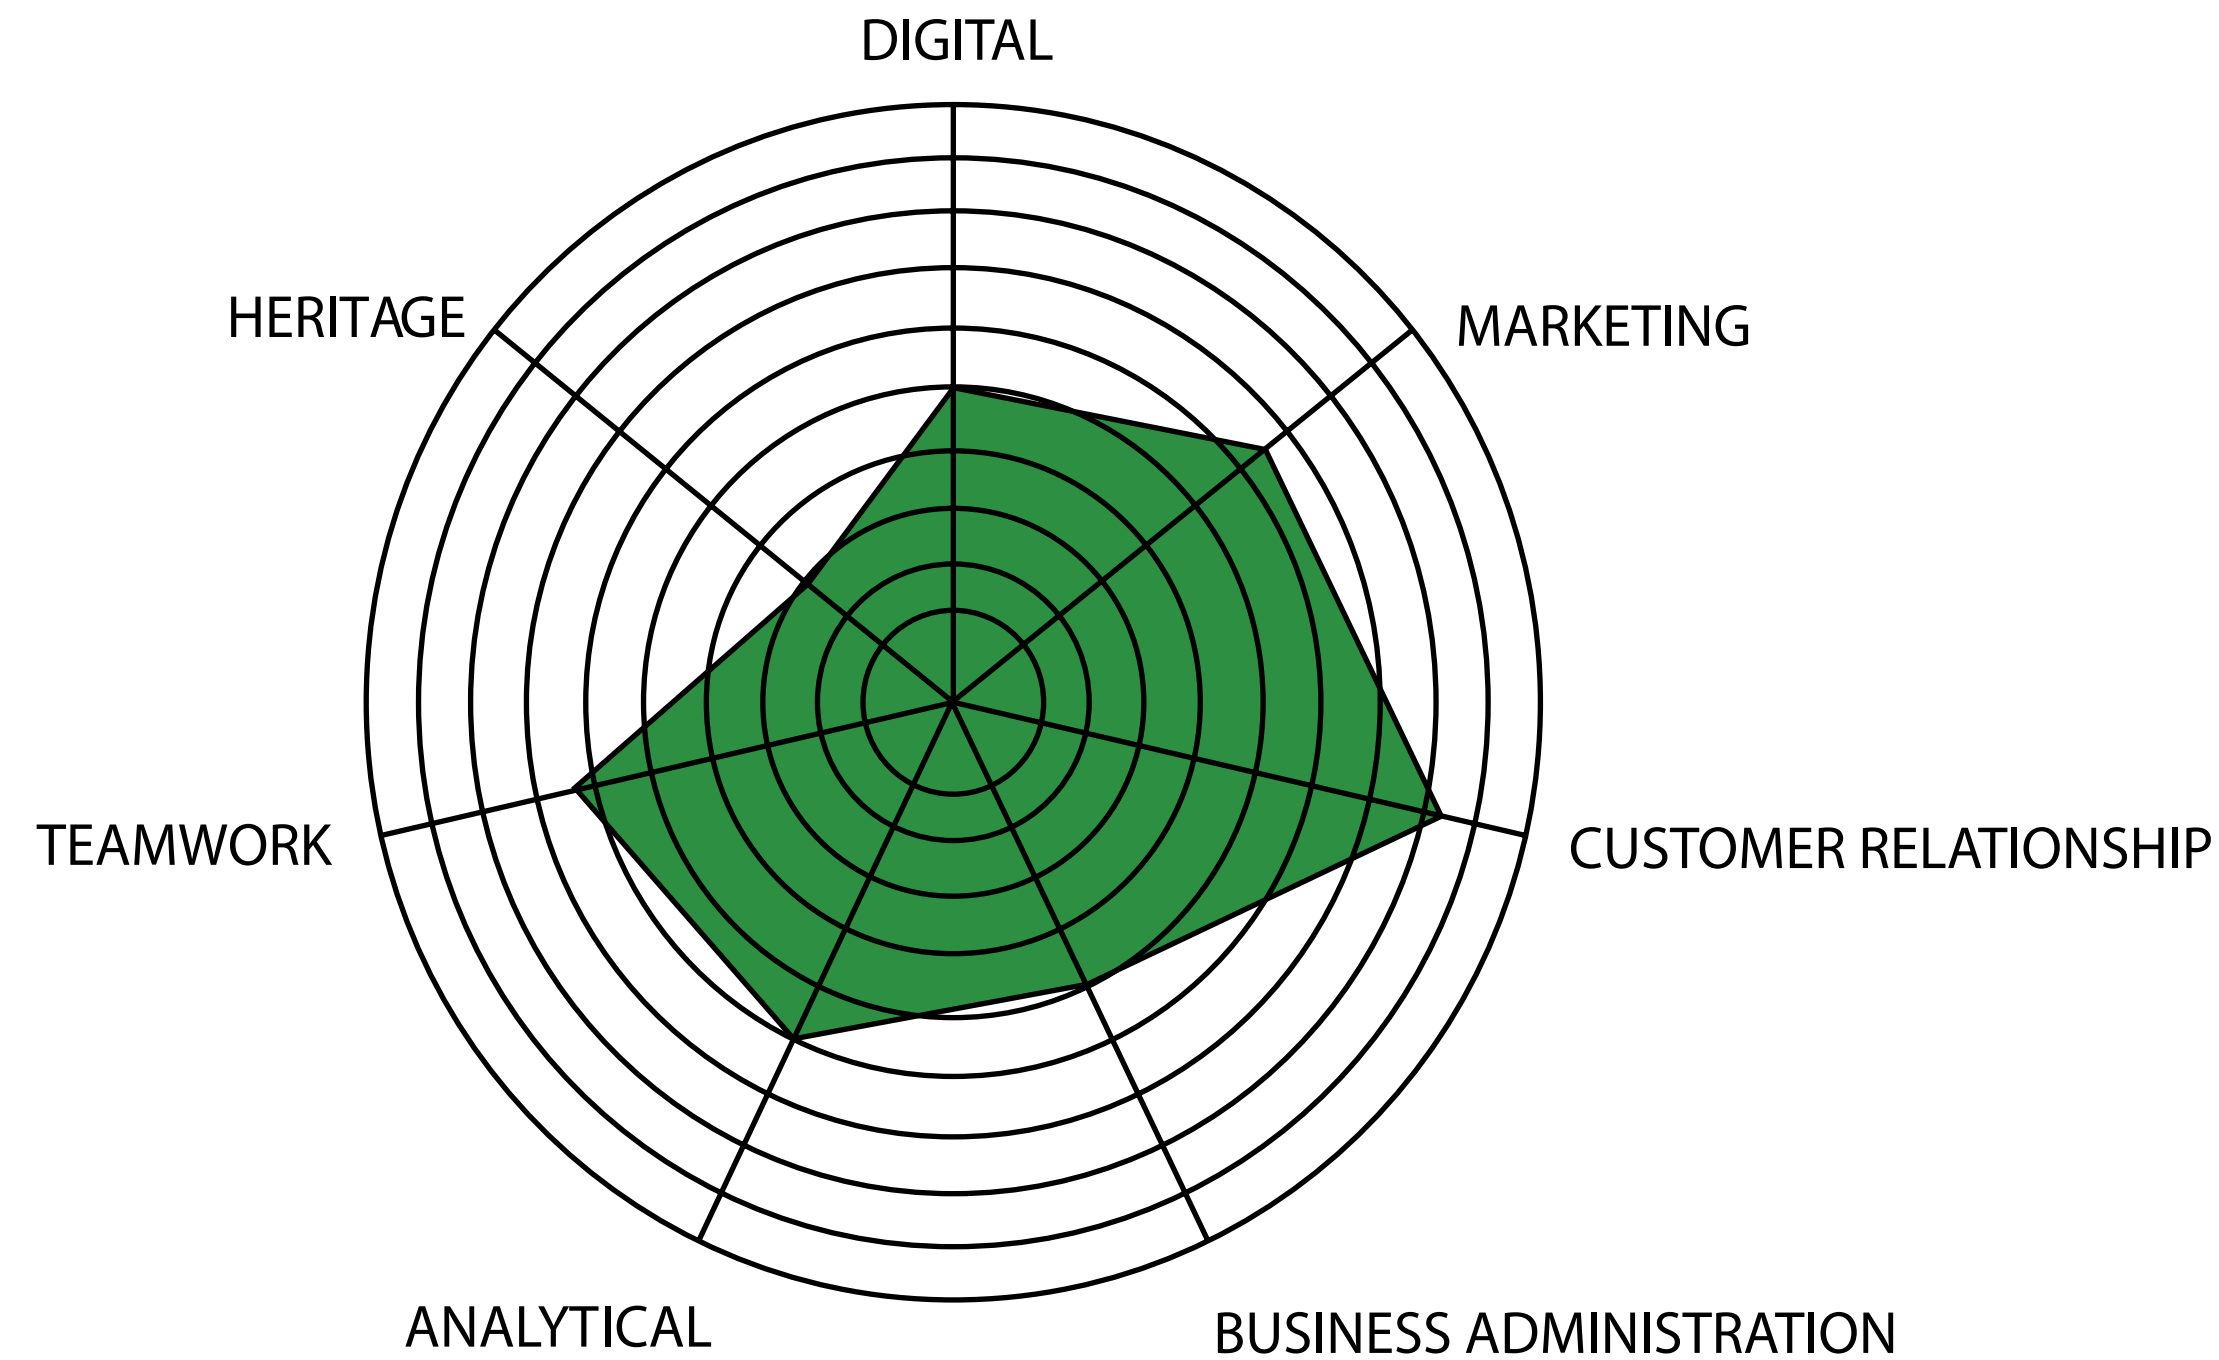 DIGITAL
HERITAGE
MARKETING
TEAMWORK
CUSTOMER RELATIONSHIP
ANALYTICAL
BUSINESS ADMINISTRATION